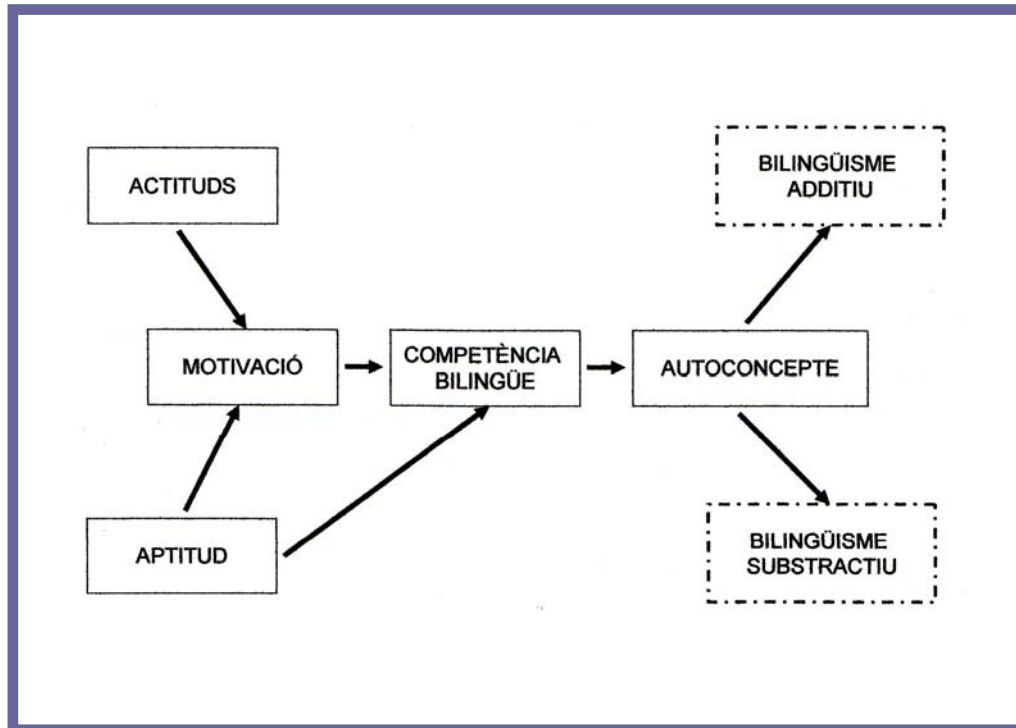 ACTITUDS
BILINGÜISME
ADDITIU
MOTIVACIÓ
COMPETÈNCIA
BILINGÜE
AUTOCONCEPTE
APTITUD
BILINGÜISME
SUBSTRACTIU